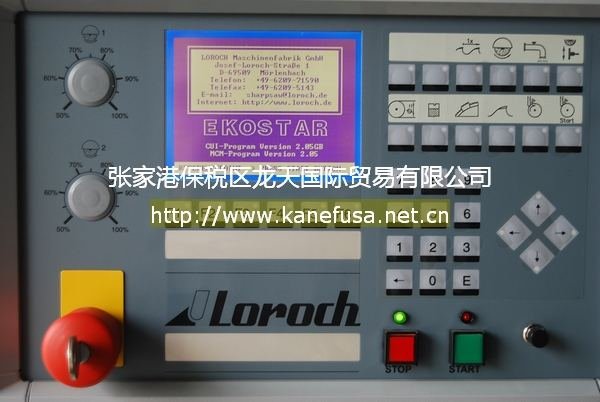 1
70%
60%
80%
50%
90%
50%
100%
2
70%
60%
80%
50%
90%
50%
100%
LOROCH Maschinenfabrik GmbH
Josef-Loroch-Straße 1
D-69509 Mörlenbach
Telefon: +49-6209-71590
Telefax: +49-6209-5143
E-mail: sharpsaw@loroch.de
Internet: http://www.loroch.de
EKOSTAR
CUI-Program Version 2.05GB
MCM-Program Version 2.05
1x
Start
张家港保税区龙天国际贸易有限公司
http://www.kanefusa.net.cn
9
6
1 2 3
← 0 E
Loroch
STOP
START